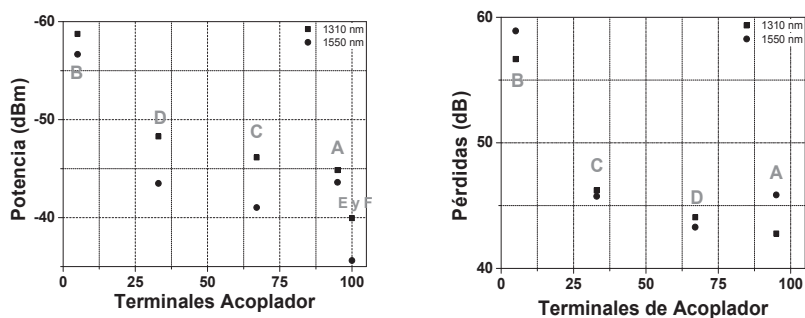 -60
-50
-40
Potencia (dBm)
1310 nm
1550 nm
B
D
C
A
E y F
0 25 50 75 100
Terminales Acoplador
60
50
40
Pérdidas (dB)
1310 nm
1550 nm
B
C
D
A
0 25 50 75 100
Terminales de Acoplador